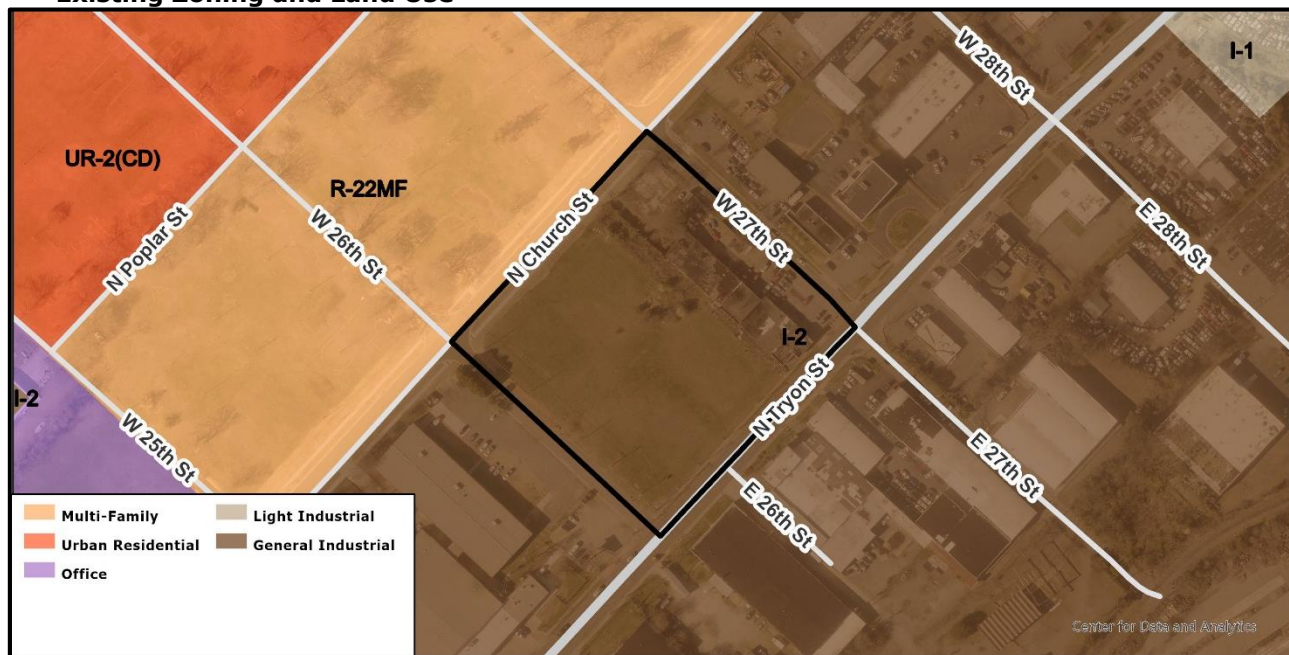 Existing Zoning and Land Use
W 28th St
I-1
UR-2(CD)
R-22MF
N Poplar St
W 26th St
N Church St
W 27th St
E 28th St
I-2
I-2
N Tryon St
W 25th St
E 27th St
E 26th St
Multi-Family
Light Industrial
Urban Residential
General Industrial
Office
Center for Data and Analytics